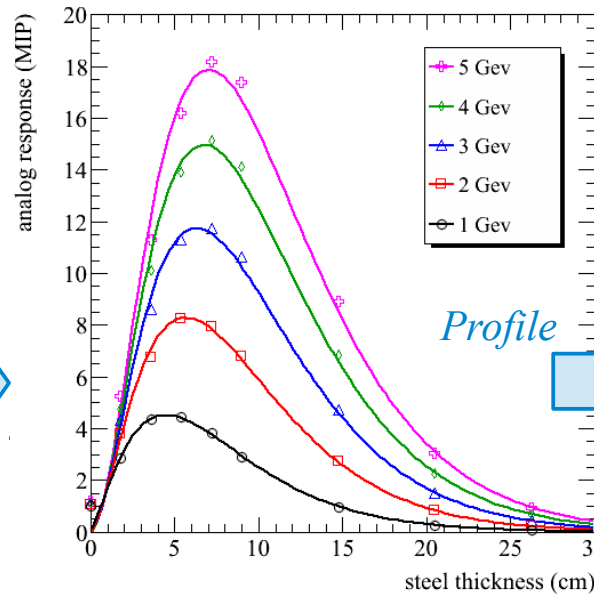 analog response (MIP)
20
18
16
14
12
10
8
6
4
2
0
5 Gev
4 Gev
3 Gev
2 Gev
1 Gev
Profile
0 5 10 15 20 25 3
steel thickness (cm)